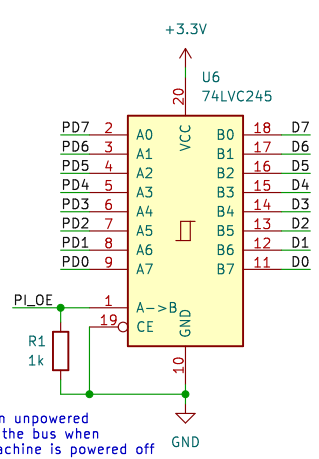 +3.3V
U6
74LVC245
20
VCC
PD7 2 A0 B0 18 D7
PD6 3 A1 B1 17 D6
PD5 4 A2 B2 16 D5
PD4 5 A3 B3 15 D4
PD3 6 A4 B4 14 D3
PD2 7 A5 B5 13 D2
PD1 8 A6 B6 12 D1
PD0 9 A7 B7 11 D0
PI_OE 1 A->B
19 CE
GND
R1
1k
10
GND
n unpowered
the bus when
achine is powered off